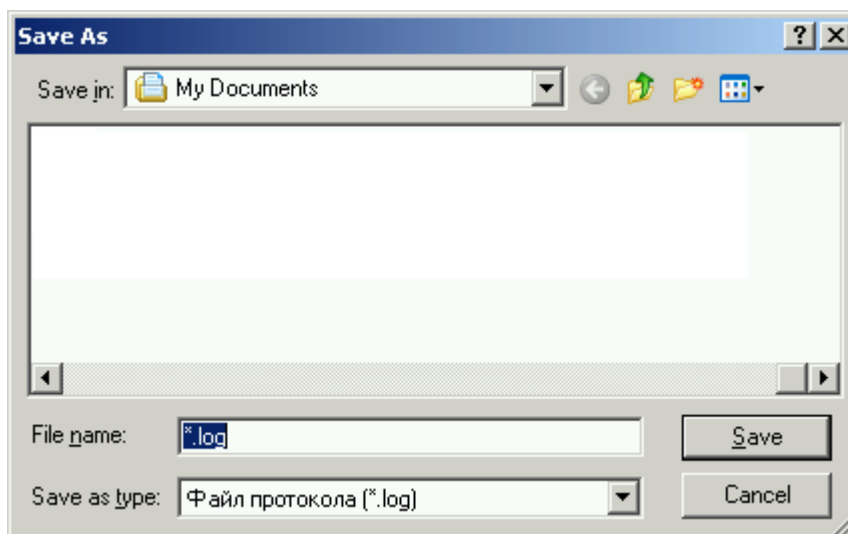 Save As
Save in: My Documents
File name: *.log Save
Save as type: Файл протокола (*.log) Cancel